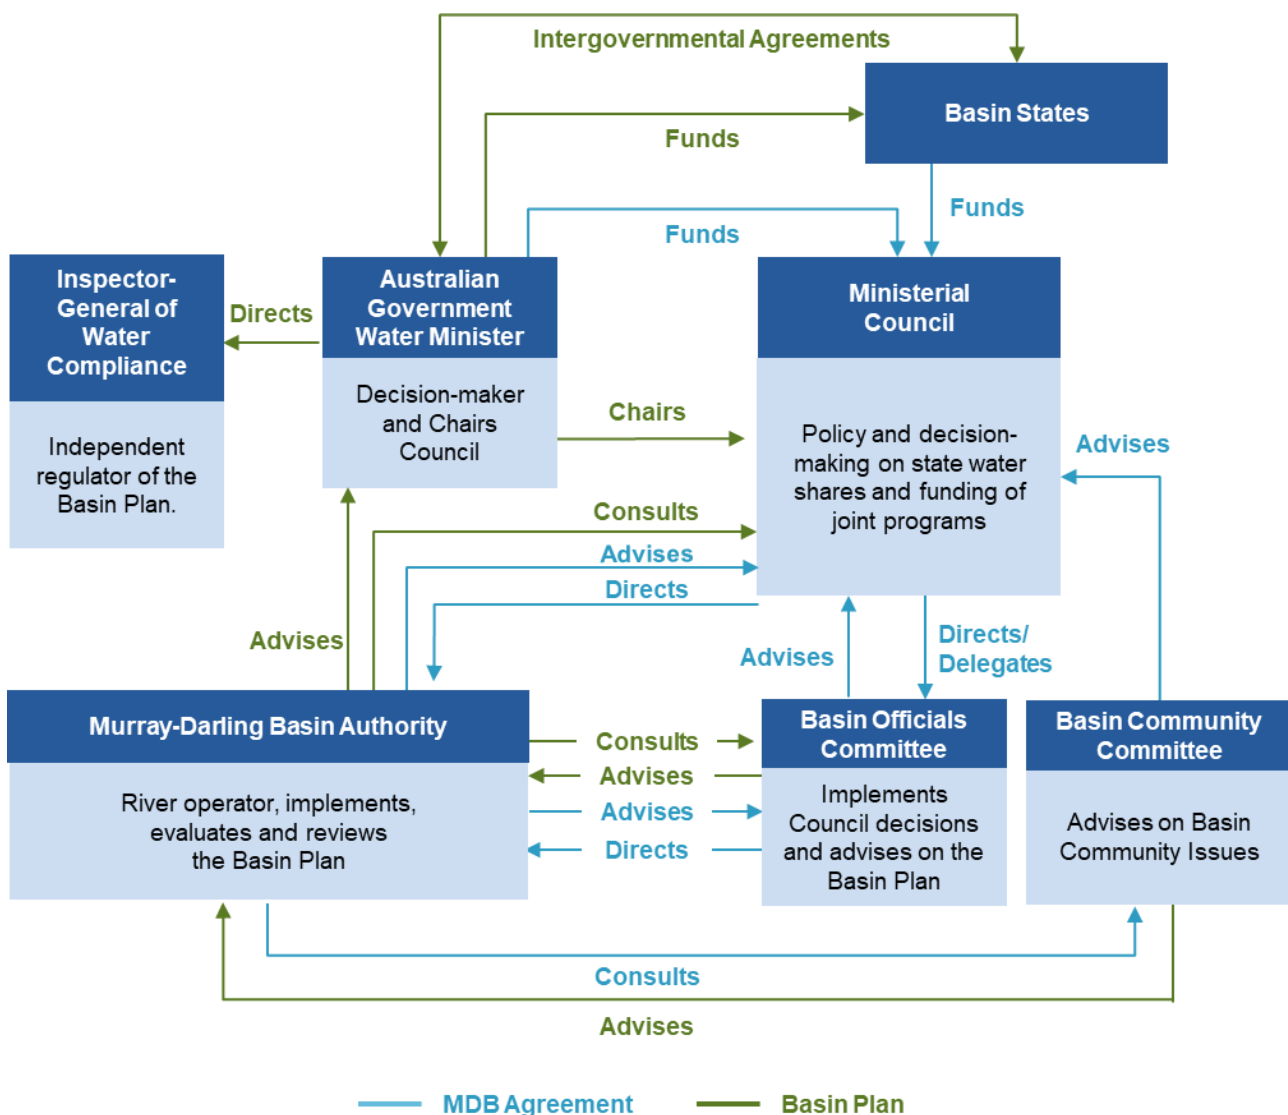 Intergovernmental Agreements
Basin States
Funds
Funds
Funds
Inspector-
General of
Water
Compliance
Independent
regulator of the
Basin Plan.
Directs
Australian
Government
Water Minister
Decision-maker
and Chairs
Council
Ministerial
Council
Policy and decision-
making on state water
shares and funding of
joint programs
Chairs
Advises
Consults
Advises
Directs
Advises
Advises
Directs/
Delegates
Murray-Darling Basin Authority
River operator, implements,
evaluates and reviews
the Basin Plan
Consults
Advises
Advises
Directs
Basin Officials
Committee
Implements
Council decisions
and advises on the
Basin Plan
Basin Community
Committee
Advises on Basin
Community Issues
Consults
Advises
MDB Agreement
Basin Plan